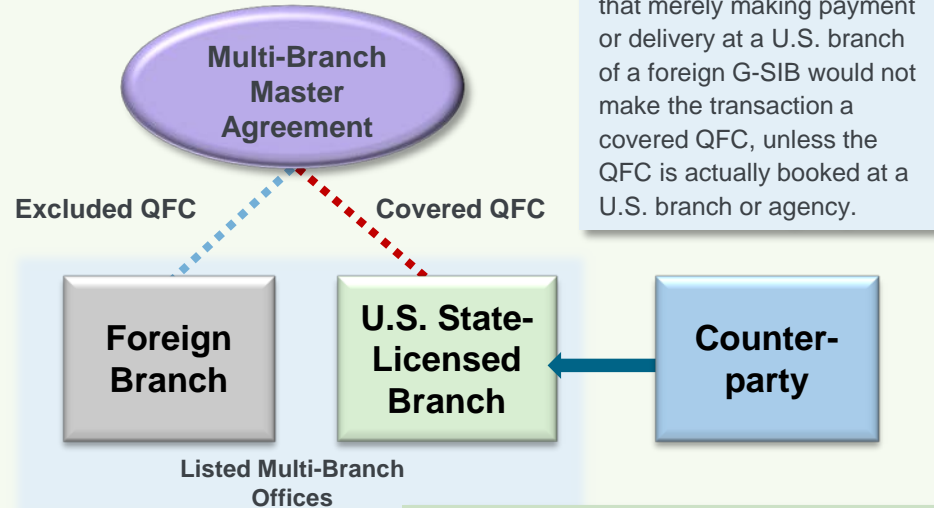 that merely making payment
or delivery at a U.S. branch
of a foreign G-SIB would not
make the transaction a
covered QFC, unless the
QFC is actually booked at a
U.S. branch or agency.
Multi-Branch
Master
Agreement
Excluded QFC
Covered QFC
Foreign
Branch
U.S. State-
Licensed
Branch
Counter-
party
Listed Multi-Branch
Offices